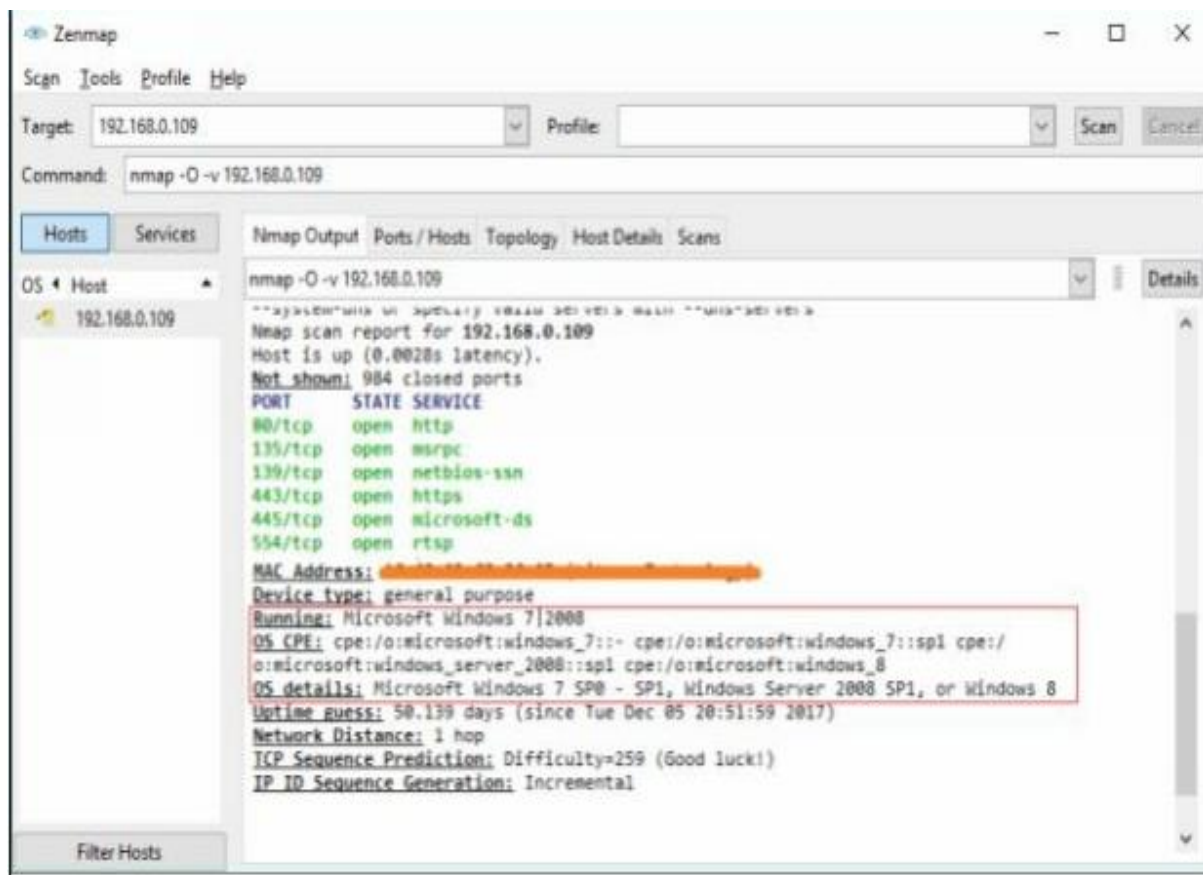 Zenmap
Scan Tools Profile Help
Target: 192.168.0.109 Profile: Scan Cancel
Command: nmap -O -v 192.168.0.109
Hosts Services
Nmap Output Ports / Hosts Topology Host Details Scans
OS Host
192.168.0.109
nmap -O -v 192.168.0.109 Details
Nmap scan report for 192.168.0.109
Host is up (0.0028s latency).
Not shown: 984 closed ports
PORT STATE SERVICE
80/tcp open http
135/tcp open msrpc
139/tcp open netbios-ssn
443/tcp open https
445/tcp open microsoft-ds
554/tcp open rtsp
MAC Address:
Device type: general purpose
Running: Microsoft Windows 7|2008
OS CPE: cpe:/o:microsoft:windows_7::- cpe:/o:microsoft:windows_7::sp1 cpe:/
o:microsoft:windows_server_2008::sp1 cpe:/o:microsoft:windows_8
OS details: Microsoft Windows 7 SP0 - SP1, Windows Server 2008 SP1, or Windows 8
Uptime guess: 50.139 days (since Tue Dec 05 20:51:59 2017)
Network Distance: 1 hop
TCP Sequence Prediction: Difficulty=259 (Good luck!)
IP ID Sequence Generation: Incremental
Filter Hosts